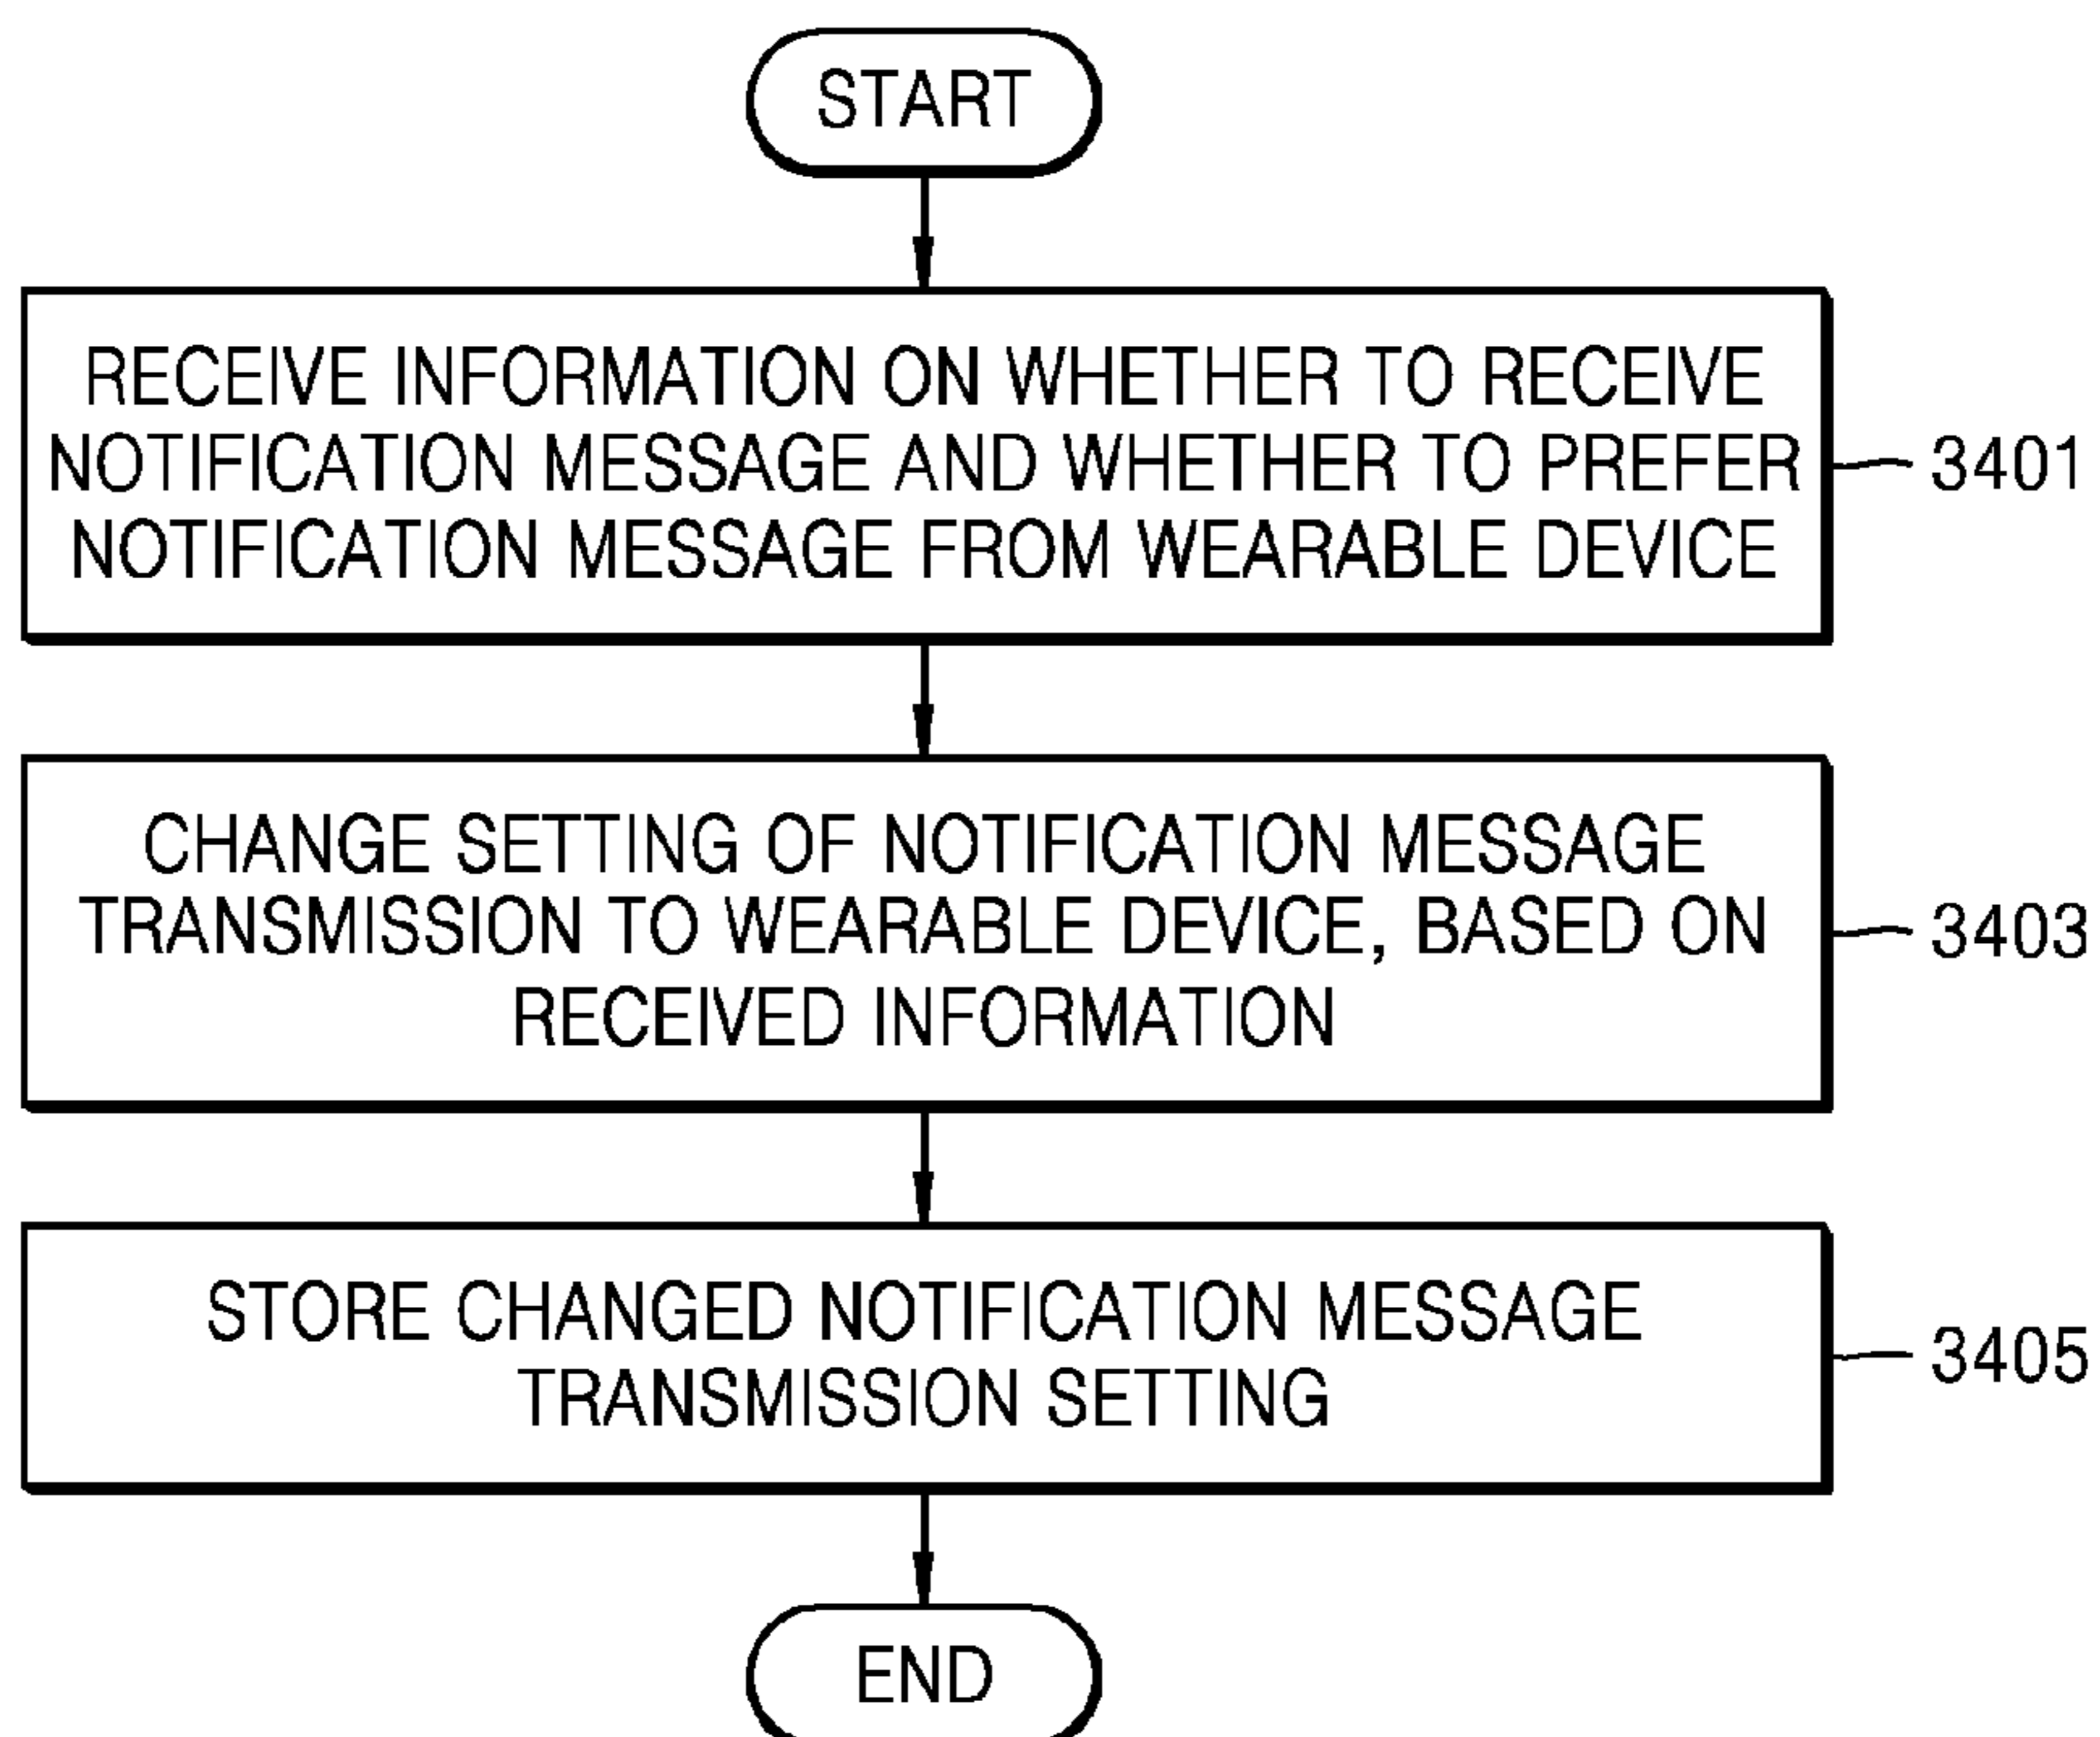 START
RECEIVE INFORMATION ON WHETHER TO RECEIVE
NOTIFICATION MESSAGE AND WHETHER TO PREFER
NOTIFICATION MESSAGE FROM WEARABLE DEVICE
3401
CHANGE SETTING OF NOTIFICATION MESSAGE
TRANSMISSION TO WEARABLE DEVICE, BASED ON
RECEIVED INFORMATION
3403
STORE CHANGED NOTIFICATION MESSAGE
TRANSMISSION SETTING
3405
END